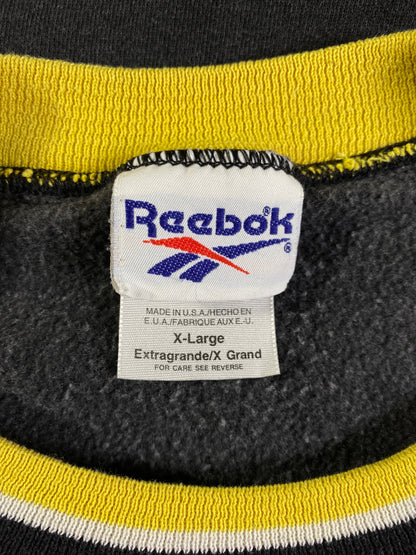 Reebok®
®
MADE IN U.S.A./HECHO EN
E.U.A./FABRIQUE AUX E.-U.
X-Large
Extragrande/X Grand
FOR CARE SEE REVERSE